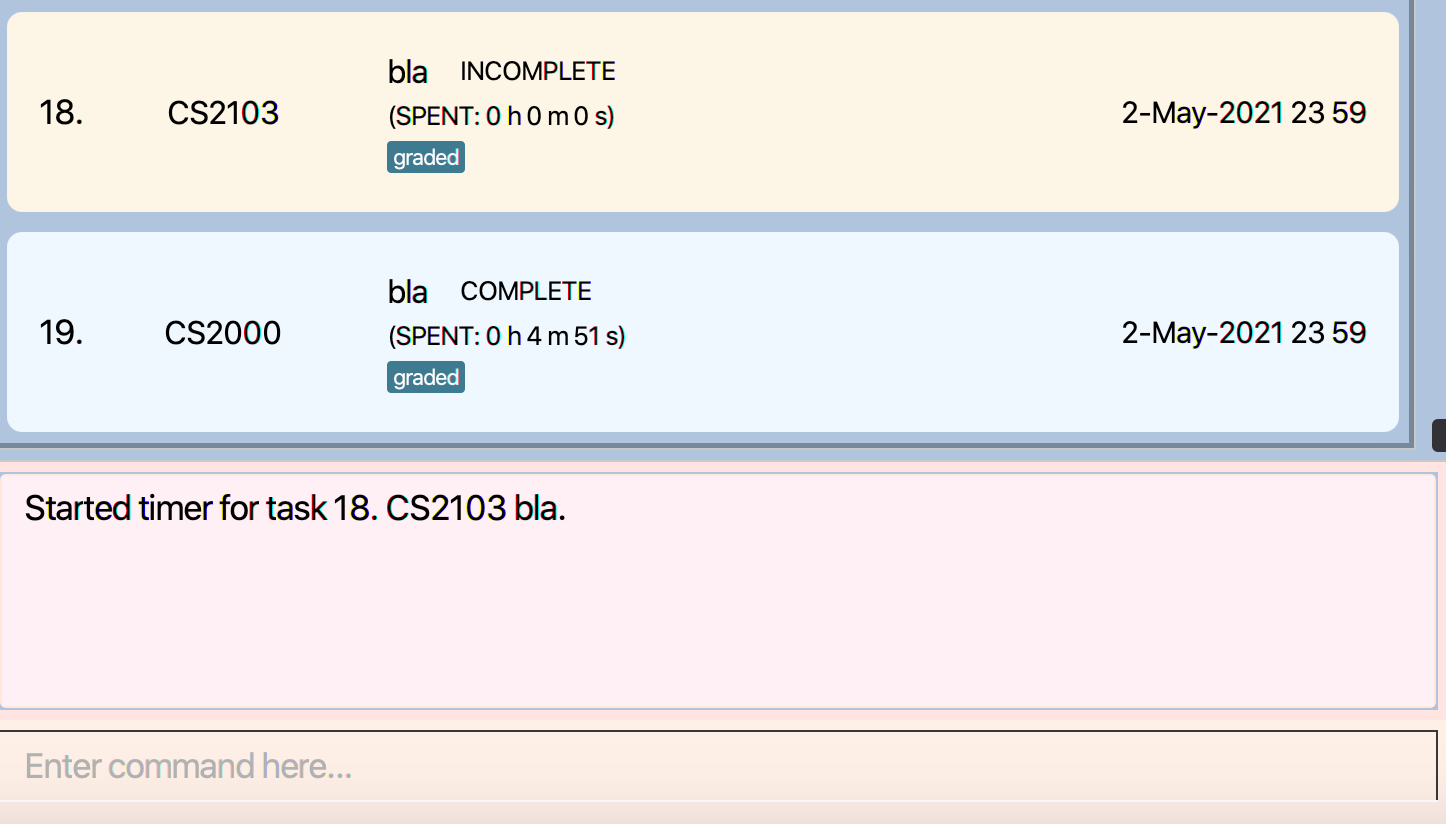 18.
CS2103
bla INCOMPLETE
(SPENT: 0 h 0 m 0 s)
graded
2-May-2021 23 59
19.
CS2000
bla COMPLETE
(SPENT: 0 h 4 m 51 s)
graded
2-May-2021 23 59
Started timer for task 18. CS2103 bla.
Enter command here...